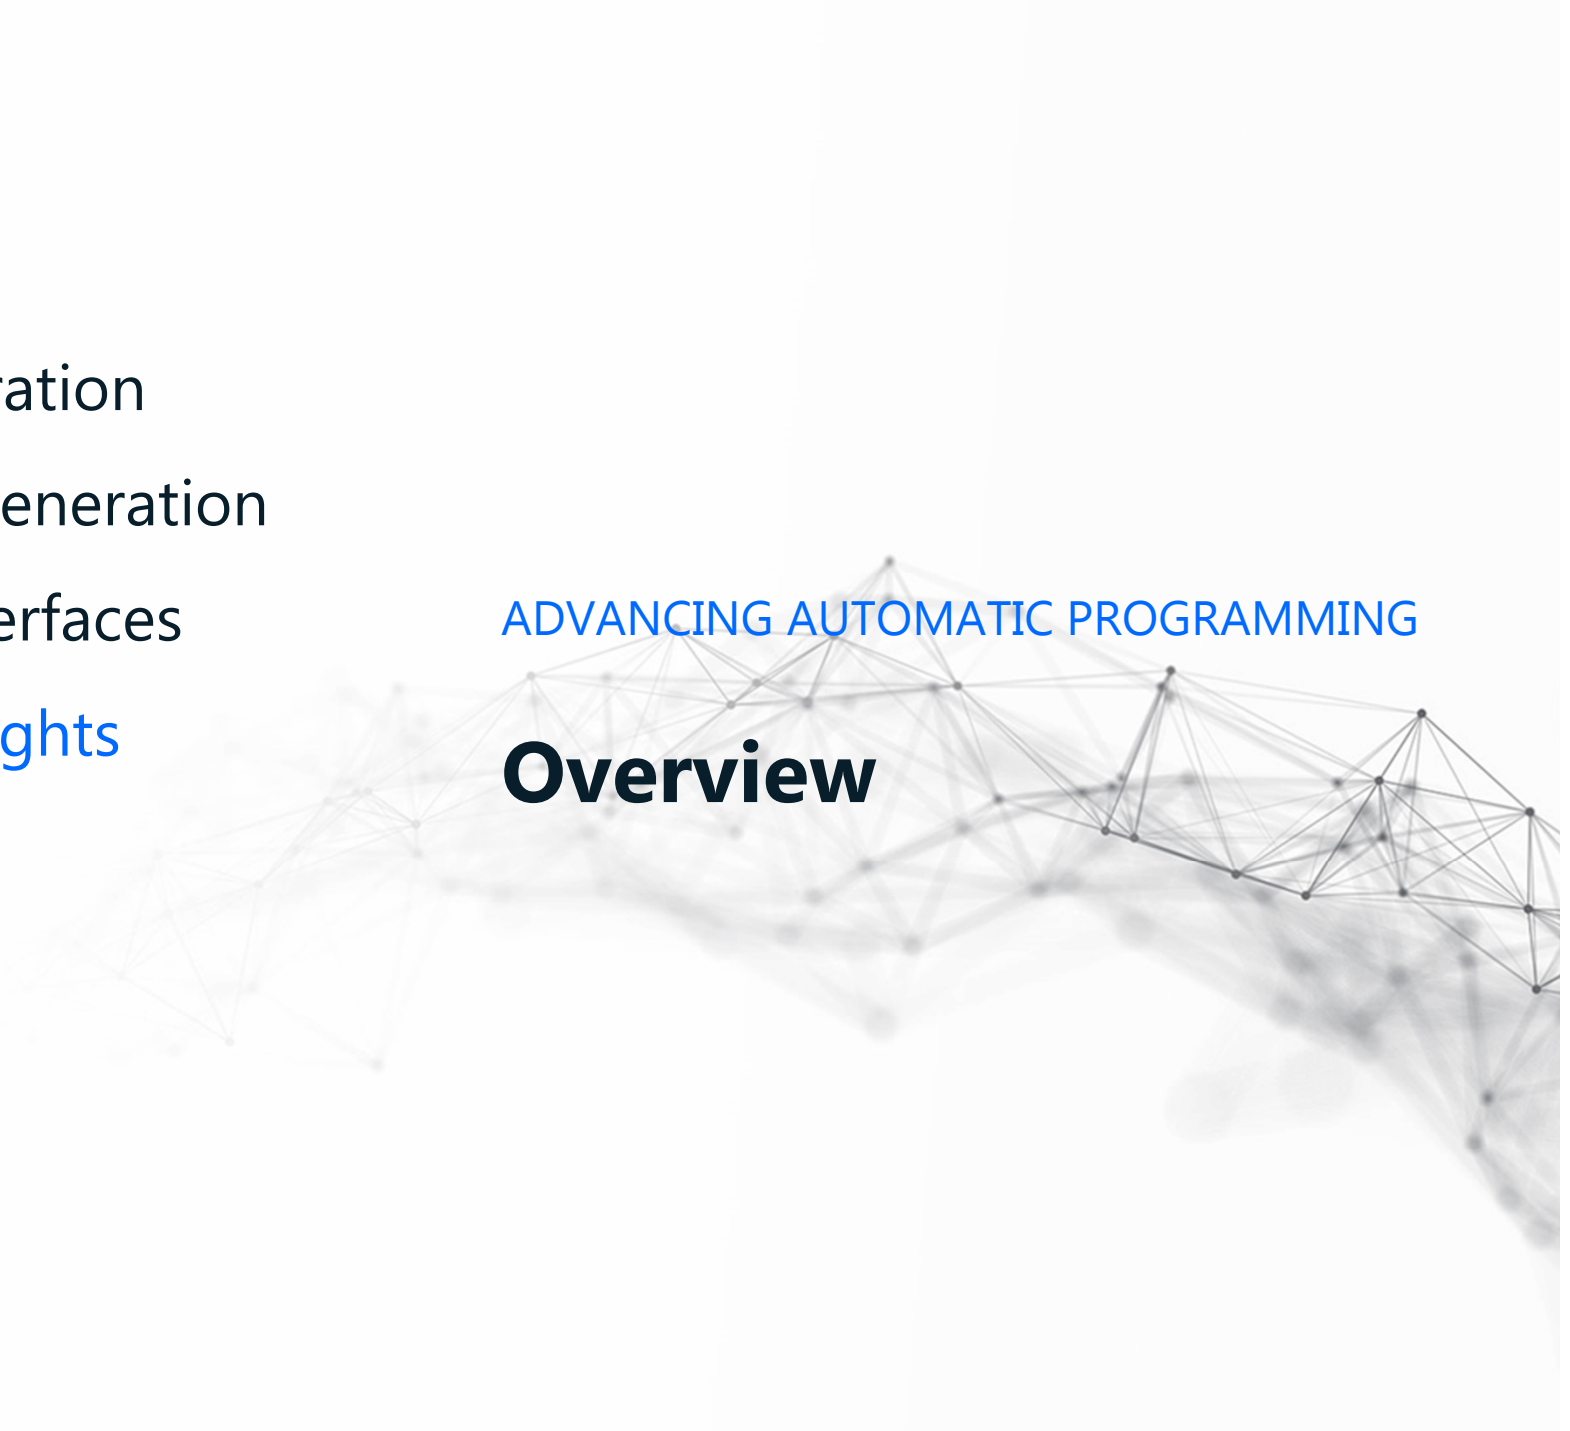 ration
eneration
erfaces
ghts
ADVANCING AUTOMATIC PROGRAMMING
Overview